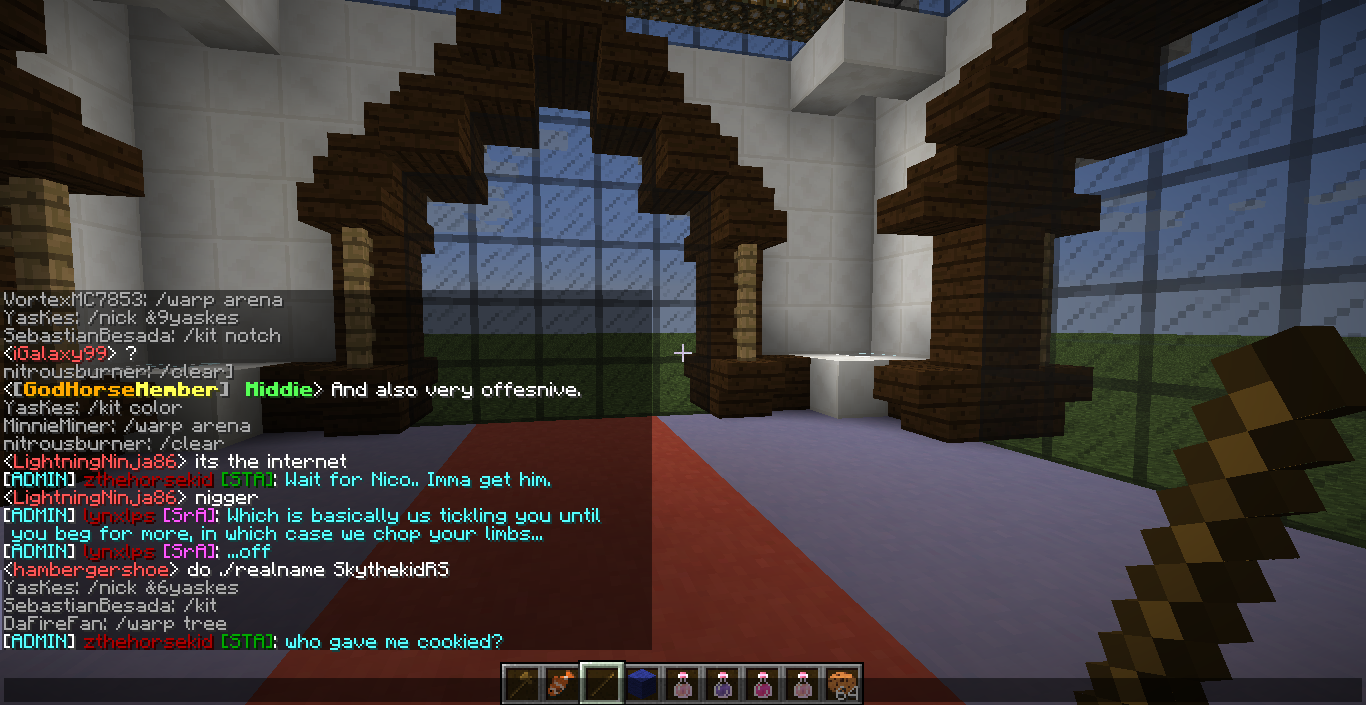 VortexMC7853: /warp arena
YasKes: /nick &9yaskes
SebastianBesada: /kit notch
<iGalaxy99> ?
nitrousburner: /clear]
<[GodHorseMember] Middie> And also very offesnive.
YasKes: /kit color
MinnieMiner: /warp arena
nitrousburner: /clear
<LightningNinja86> its the internet
[ADMIN] zthehorsekid [STA]: Wait for Nico.. Imma get him.
<LightningNinja86> nigger
[ADMIN] lynxlps [SrA]: Which is basically us tickling you until
you beg for more, in which case we chop your limbs...
[ADMIN] lynxlps [SrA]: ...off
<hambergershoe> do ./realname SkythekidRS
YasKes: /nick &6yaskes
SebastianBesada: /kit
DaFireFan: /warp tree
[ADMIN] zthehorsekid [STA]: who gave me cookied?
64